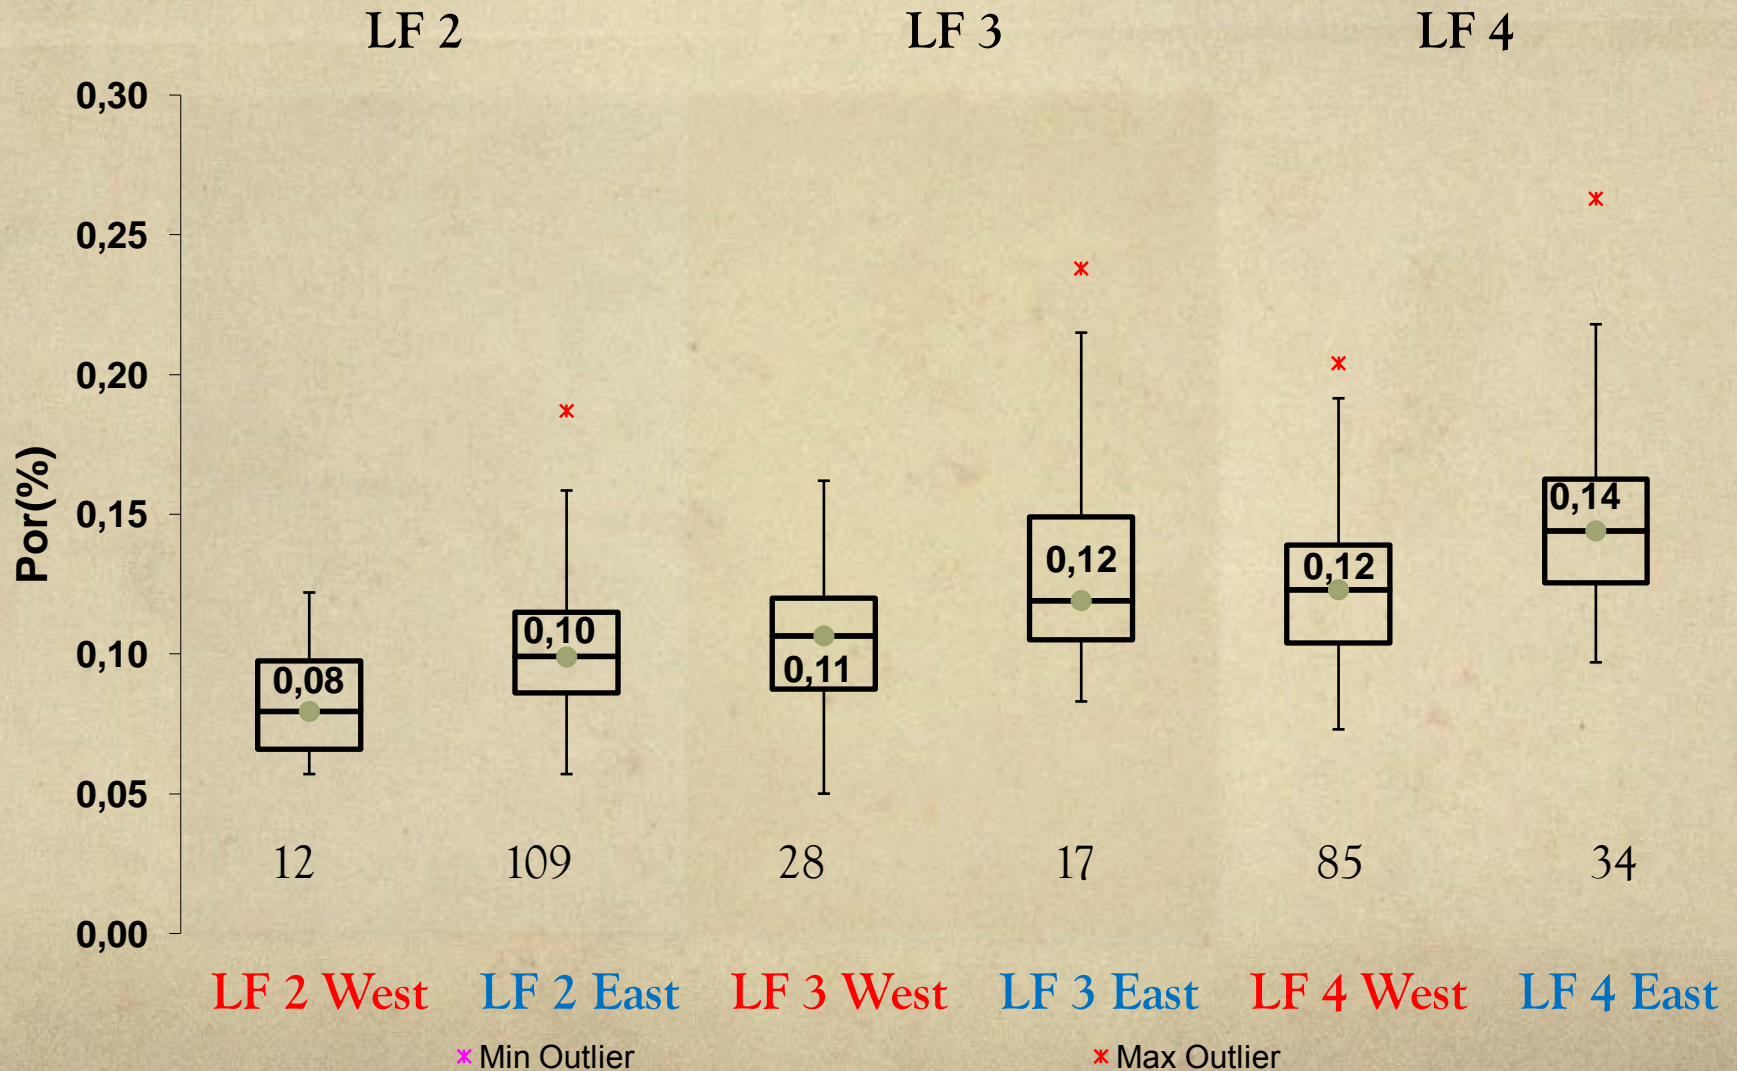 LF 2 LF 3 LF 4
0,30
0,25
0,20
0,15
0,10
0,05
0,00
Por(%)
0,08 0,10 0,11 0,12 0,12 0,14
12 109 28 17 85 34
LF 2 West LF 2 East LF 3 West LF 3 East LF 4 West LF 4 East
Min Outlier Max Outlier